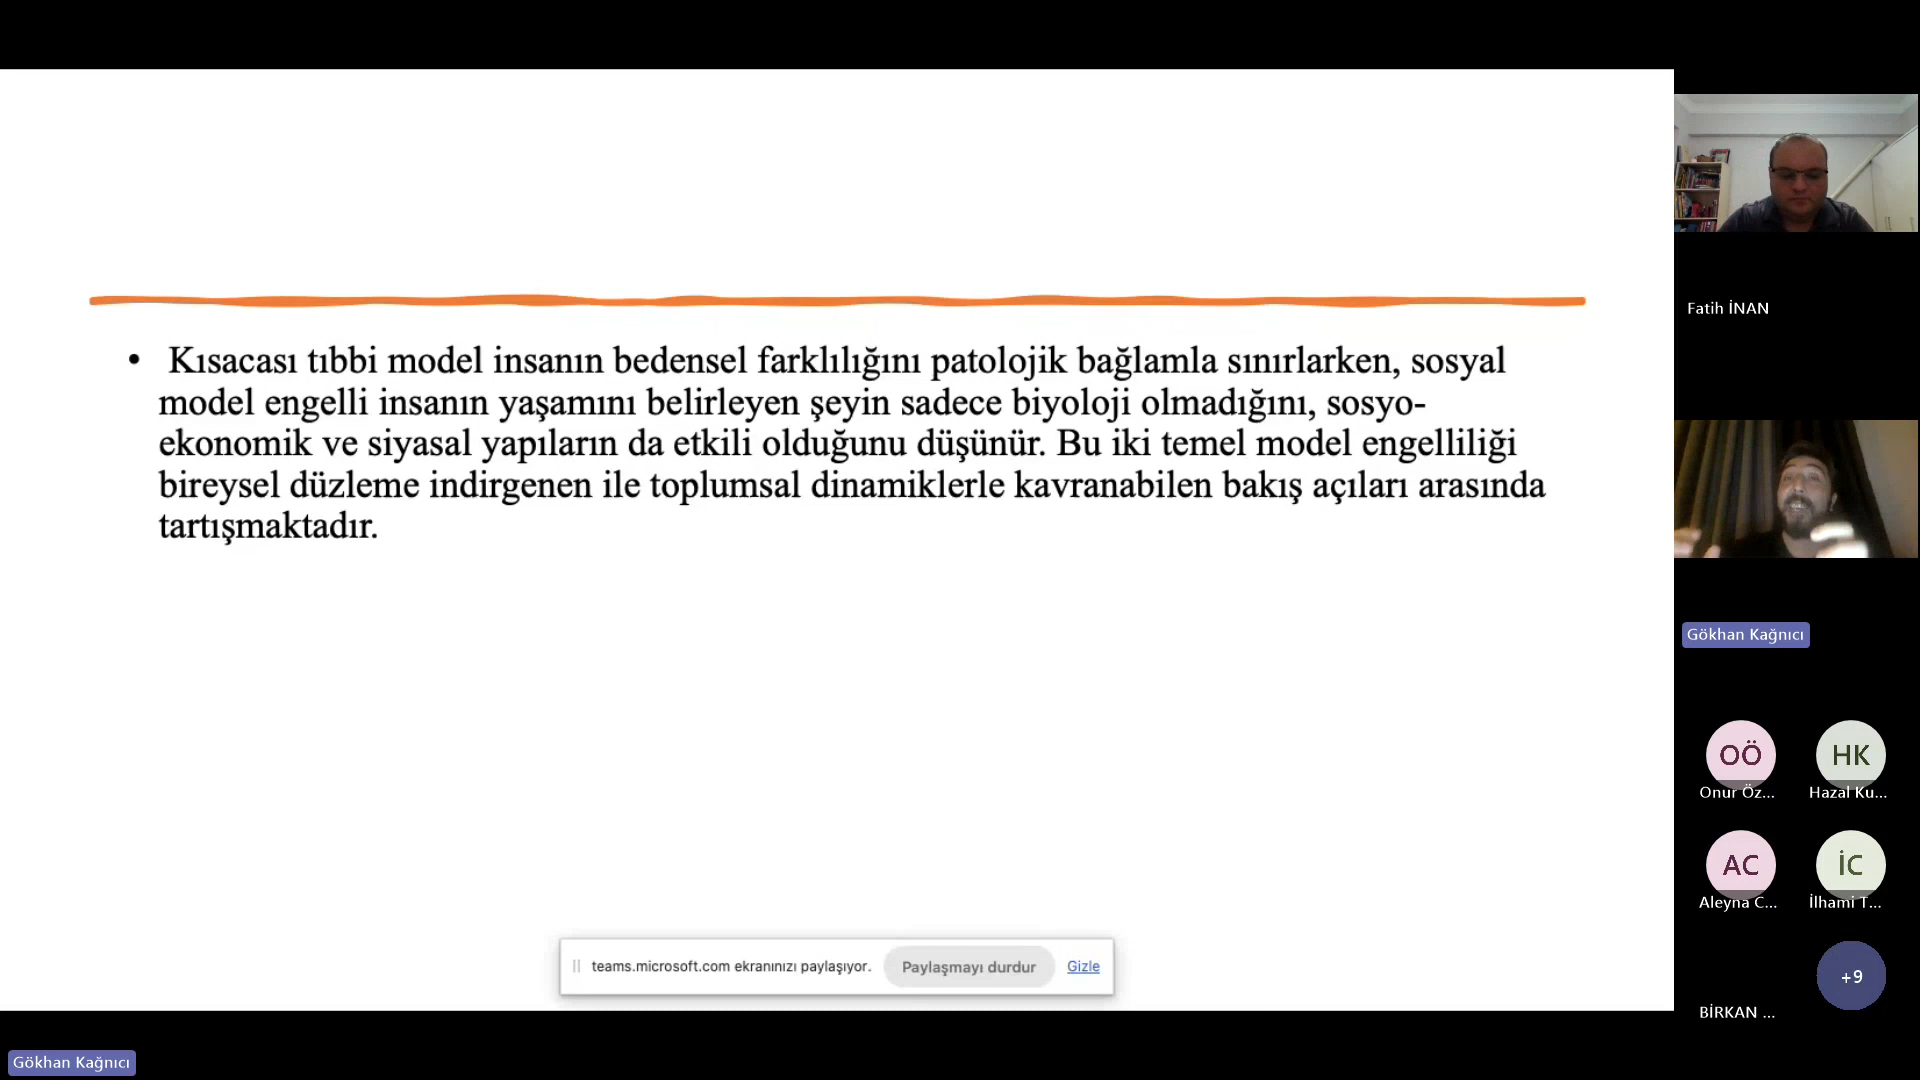 • Kısacası tıbbi model insanın bedensel farklılığını patolojik bağlamla sınırlarken, sosyal
model engelli insanın yaşamını belirleyen şeyin sadece biyoloji olmadığını, sosyo-
ekonomik ve siyasal yapıların da etkili olduğunu düşünür. Bu iki temel model engelliliği
bireysel düzleme indirgenen ile toplumsal dinamiklerle kavranabilen bakış açıları arasında
tartışmaktadır.
teams.microsoft.com ekranınızı paylaşıyor. Paylaşmayı durdur Gizle
Gökhan Kağnıcı
Fatih İNAN
Gökhan Kağnıcı
OÖ HK
Onur Öz... Hazal Ku...
AC İC
Aleyna C... İlhami T...
+9
BİRKAN ...